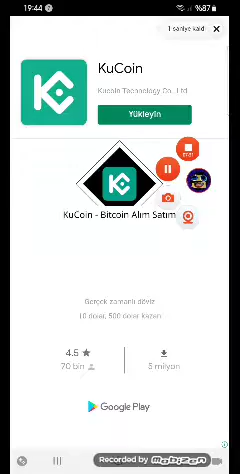 19:44
%87
1 saniye kaldı
KuCoin
Kucoin Technology Co., Ltd
Yükleyin
KuCoin - Bitcoin Alım Satım
Gerçek zamanlı döviz
10 dolar, 500 dolar kazan
4.5 ★
70 bin
5 milyon
Google Play
Recorded by mobizen